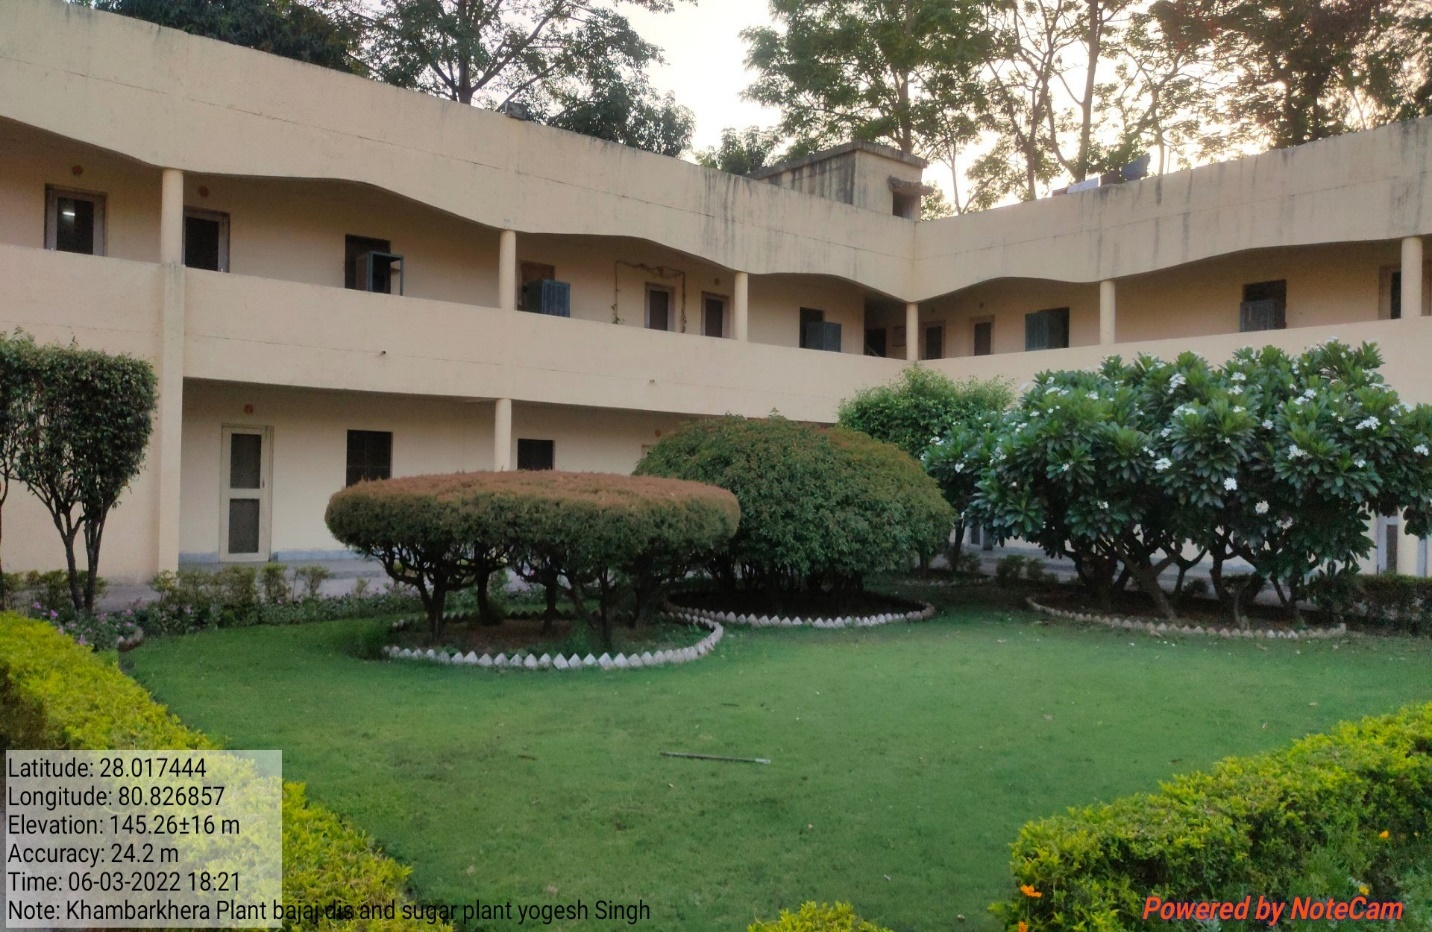 Latitude: 28.017444
Longitude: 80.826857
Elevation: 145.26±16 m
Accuracy: 24.2 m
Time: 06-03-2022 18:21
Note: Khambarkhera Plant bajaj dis and sugar plant yogesh Singh
Powered by NoteCam